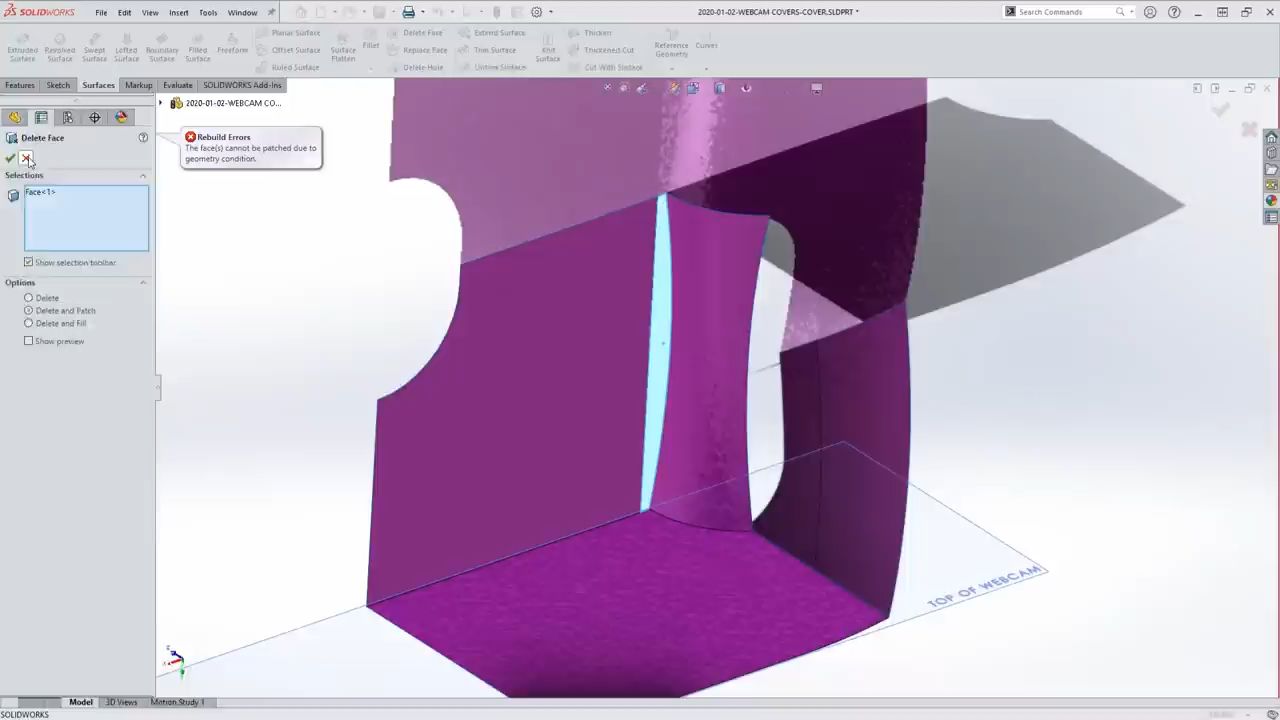 SOLIDWORKS File Edit View Insert Tools Window 2020-01-02-WEBCAM COVERS-COVER.SLDPRT * Search Commands
Extruded Surface Revolved Surface Swept Surface Lofted Surface Boundary Surface Filled Surface Freeform
Planar Surface
Offset Surface
Ruled Surface
Surface Flatten
Fillet
Delete Face
Replace Face
Delete Hole
Extend Surface
Trim Surface
Untrim Surface
Knit Surface
Thicken
Thickened Cut
Cut With Surface
Reference Geometry
Curves
Features Sketch Surfaces Markup Evaluate SOLIDWORKS Add-Ins
2020-01-02-WEBCAM CO...
Delete Face
Rebuild Errors
The face(s) cannot be patched due to
geometry condition.
Selections
Face<1>
Show selection toolbar
Options
Delete
Delete and Patch
Delete and Fill
Show preview
TOP OF WEBCAM
Model 3D Views Motion Study 1
SOLIDWORKS